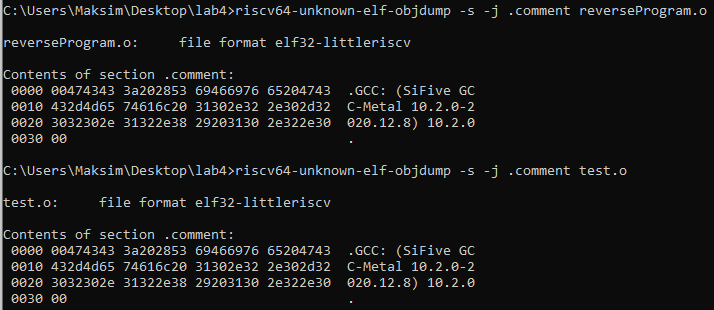 C:\Users\Maksim\Desktop\lab4>riscv64-unknown-elf-objdump -s -j .comment reverseProgram.o
reverseProgram.o:     file format elf32-littleriscv
Contents of section .comment:
 0000 00474343 3a202853 69466976 65204743  .GCC: (SiFive GC
 0010 432d4d65 74616c20 31302e32 2e302d32  C-Metal 10.2.0-2
 0020 3032302e 31322e38 29203130 2e322e30  020.12.8) 10.2.0
 0030 00                                   .
C:\Users\Maksim\Desktop\lab4>riscv64-unknown-elf-objdump -s -j .comment test.o
test.o:     file format elf32-littleriscv
Contents of section .comment:
 0000 00474343 3a202853 69466976 65204743  .GCC: (SiFive GC
 0010 432d4d65 74616c20 31302e32 2e302d32  C-Metal 10.2.0-2
 0020 3032302e 31322e38 29203130 2e322e30  020.12.8) 10.2.0
 0030 00                                   .